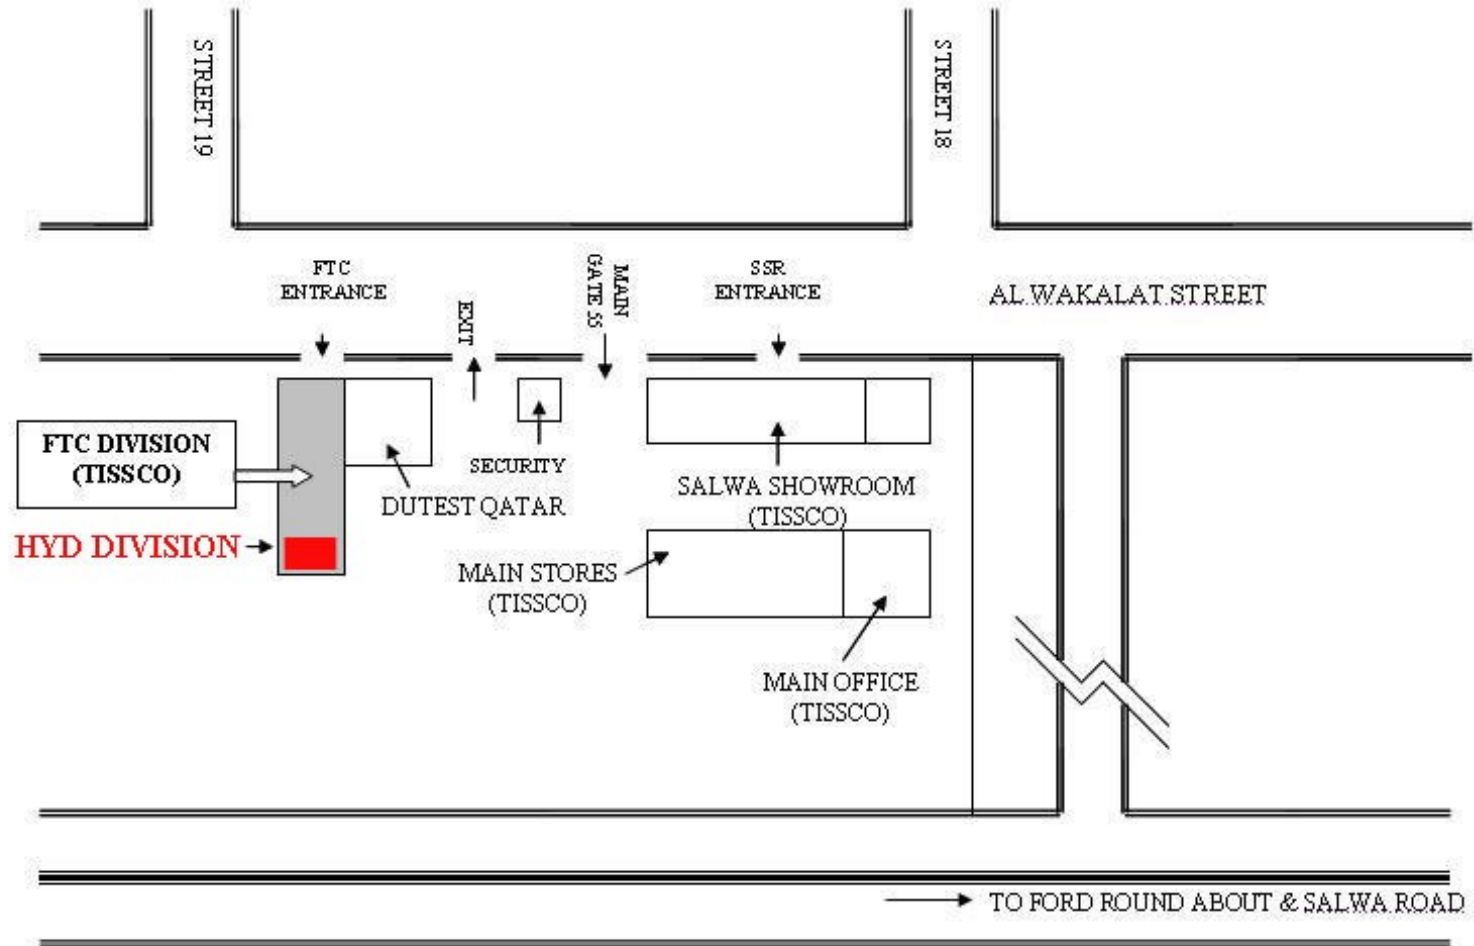 STREET 19
STREET 18
FTC
ENTRANCE
EXIT
MAIN
GATE 55
SSR
ENTRANCE
AL WAKALAT STREET
FTC DIVISION
(TISSCO)
HYD DIVISION
DUTEST QATAR
SECURITY
SALWA SHOWROOM
(TISSCO)
MAIN STORES
(TISSCO)
MAIN OFFICE
(TISSCO)
TO FORD ROUND ABOUT & SALWA ROAD